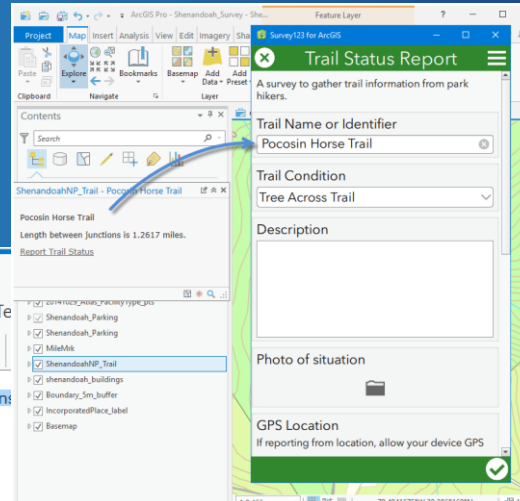 ArcGIS Pro - Shenandoah_Survey - She...
Feature Layer
Project Map Insert Analysis View Edit Imagery Sha
Paste
Explore
Bookmarks
Basemap
Add Data
Add Preset
Clipboard
Navigate
Layer
Contents
Search
ShenandoahNP_Trail - Pocosin Horse Trail
Pocosin Horse Trail
Length between junctions is 1.2617 miles.
Report Trail Status
Shenandoah_Parking
Shenandoah_Parking
MileMrk
ShenandoahNP_Trail
shenandoah_buildings
Boundary_5m_buffer
IncorporatedPlace_label
Basemap
Survey123 for ArcGIS
Trail Status Report
A survey to gather trail information from park
hikers.
Trail Name or Identifier
Pocosin Horse Trail
Trail Condition
Tree Across Trail
Description
Photo of situation
GPS Location
If reporting from location, allow your device GPS